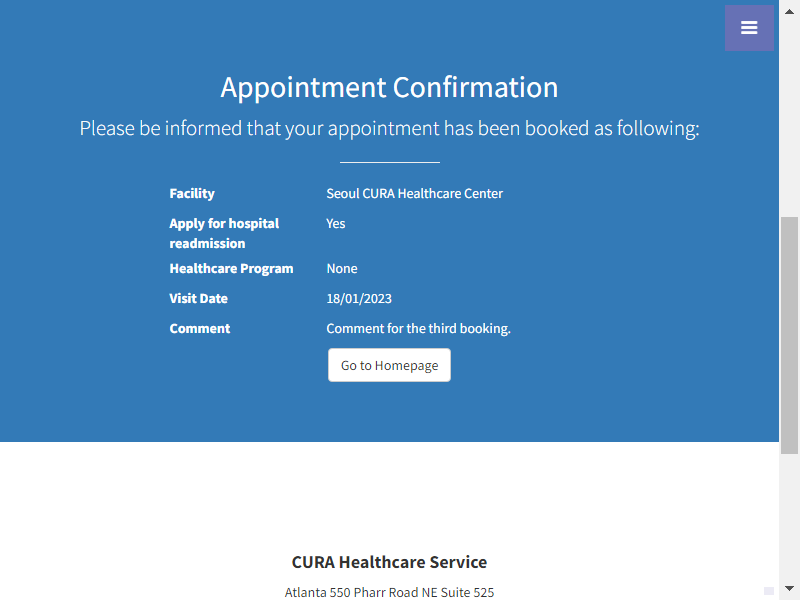 Appointment Confirmation
Please be informed that your appointment has been booked as following:
Facility Seoul CURA Healthcare Center
Apply for hospital readmission Yes
Healthcare Program None
Visit Date 18/01/2023
Comment Comment for the third booking.
Go to Homepage
CURA Healthcare Service
Atlanta 550 Pharr Road NE Suite 525